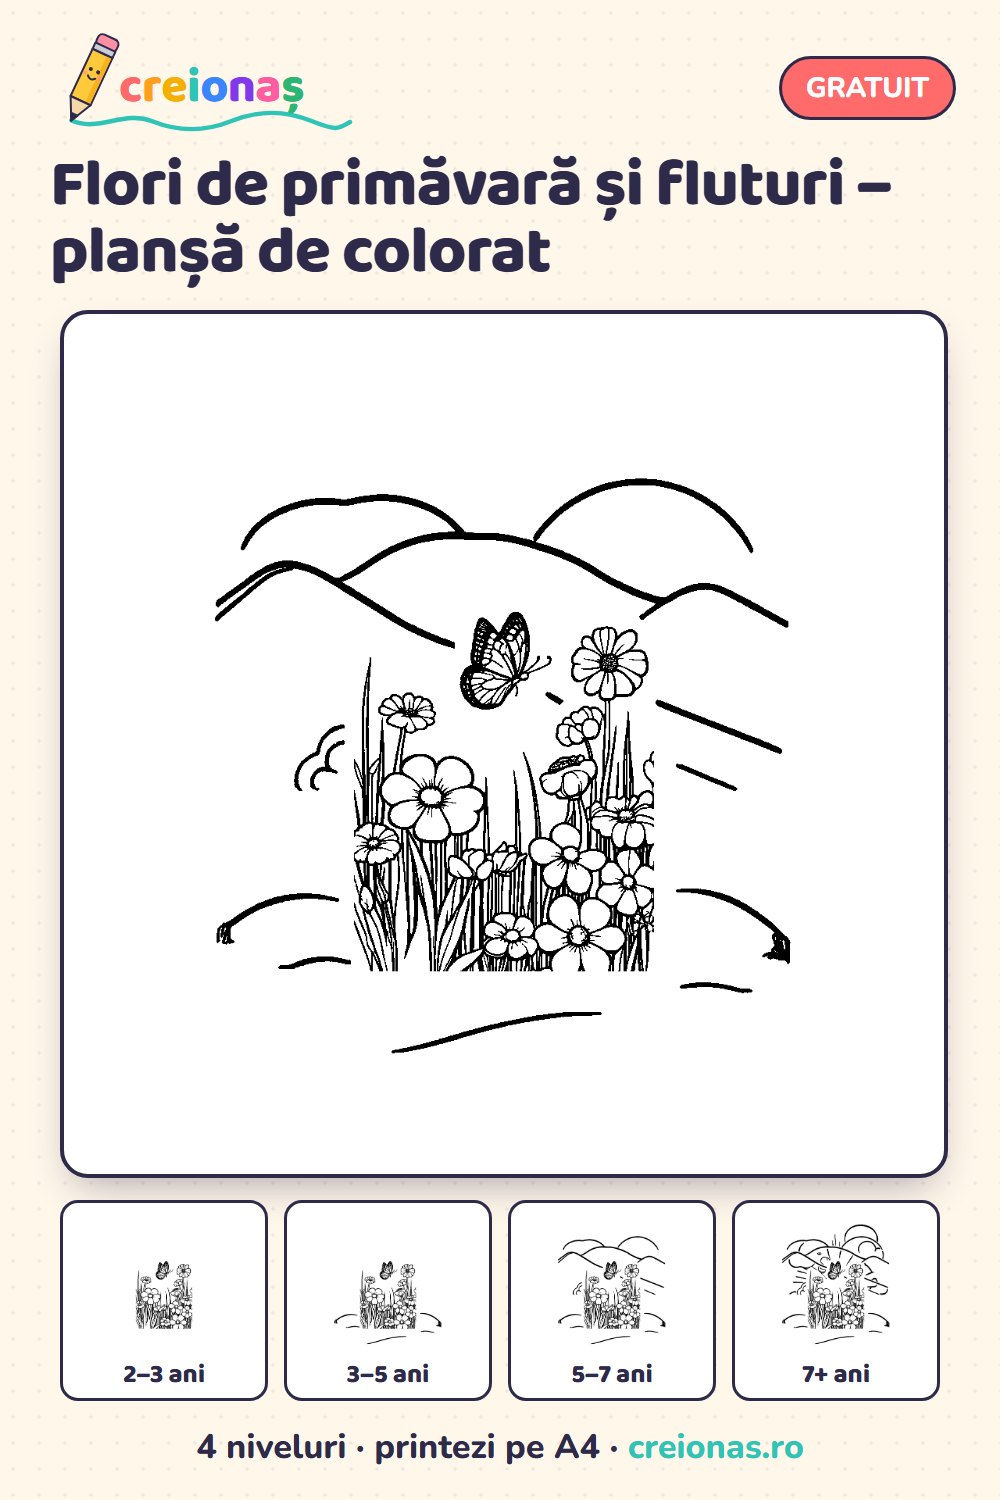 creionaș
GRATUIT
Flori de primăvară și fluturi –
planșă de colorat
2–3 ani
3–5 ani
5–7 ani
7+ ani
4 niveluri · printezi pe A4 · creionas.ro